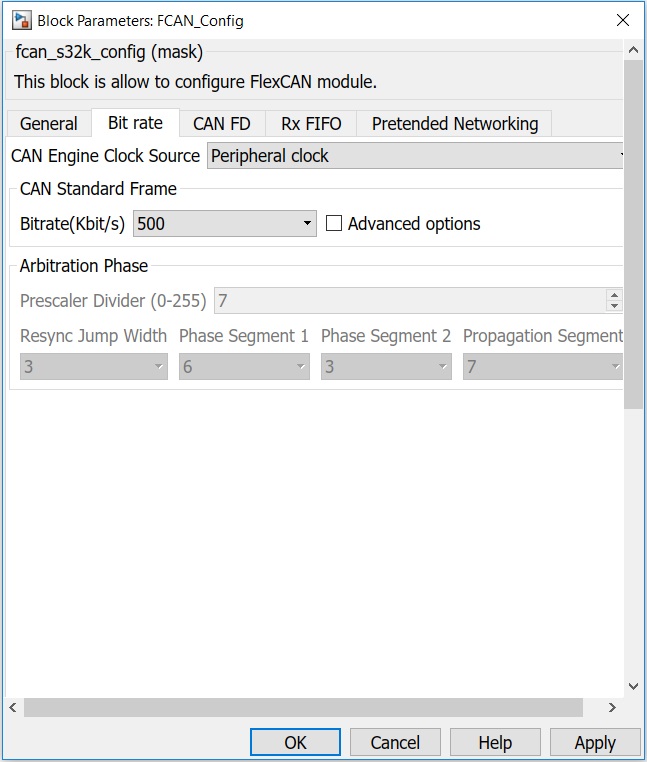 Block Parameters: FCAN_Config
fcan_s32k_config (mask)
This block is allow to configure FlexCAN module.
General Bit rate CAN FD Rx FIFO Pretended Networking
CAN Engine Clock Source Peripheral clock
CAN Standard Frame
Bitrate(Kbit/s) 500 Advanced options
Arbitration Phase
Prescaler Divider (0-255) 7
Resync Jump Width Phase Segment 1 Phase Segment 2 Propagation Segment
3 6 3 7
OK Cancel Help Apply